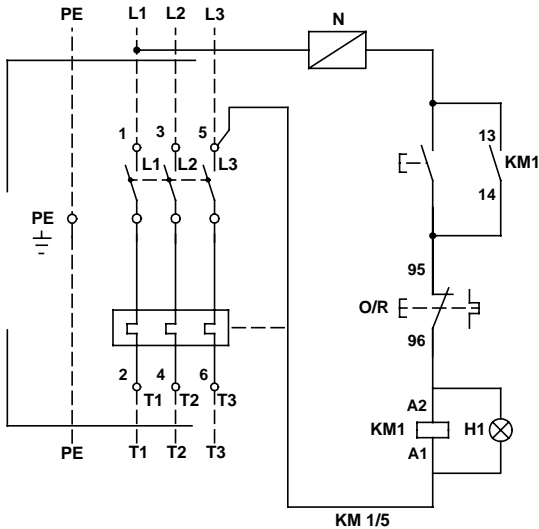 PE L1 L2 L3 N
1 3 5
L1 L2 L3
13
KM1
14
PE
95
O/R
96
2 4 6
T1 T2 T3
A2
KM1 H1
A1
PE T1 T2 T3
KM 1/5